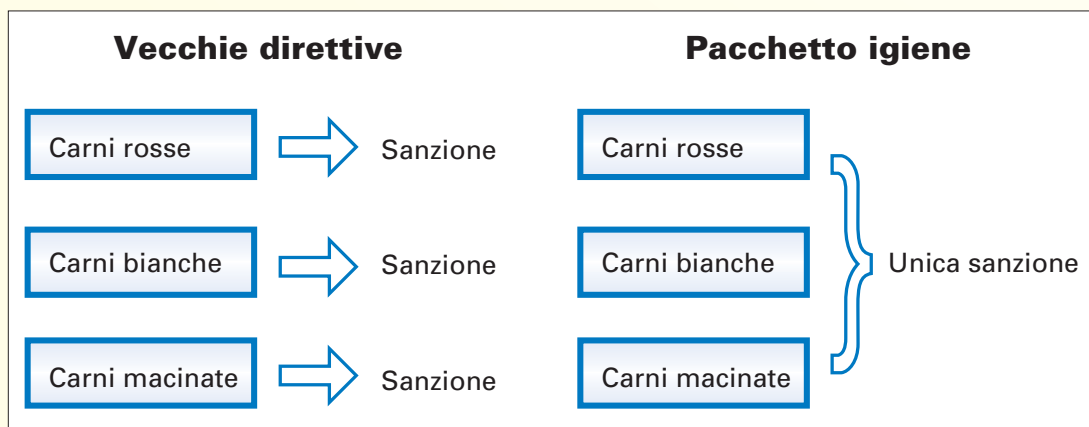 Vecchie direttive
Carni rosse
Sanzione
Carni bianche
Sanzione
Carni macinate
Sanzione
Pacchetto igiene
Carni rosse
Carni bianche
Carni macinate
Unica sanzione